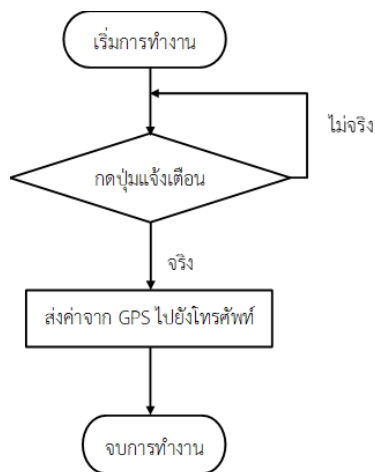 เริ่มการทำงาน
ไม่จริง
กดปุ่มแจ้งเตือน
จริง
ส่งค่าจาก GPS ไปยังโทรศัพท์
จบการทำงาน